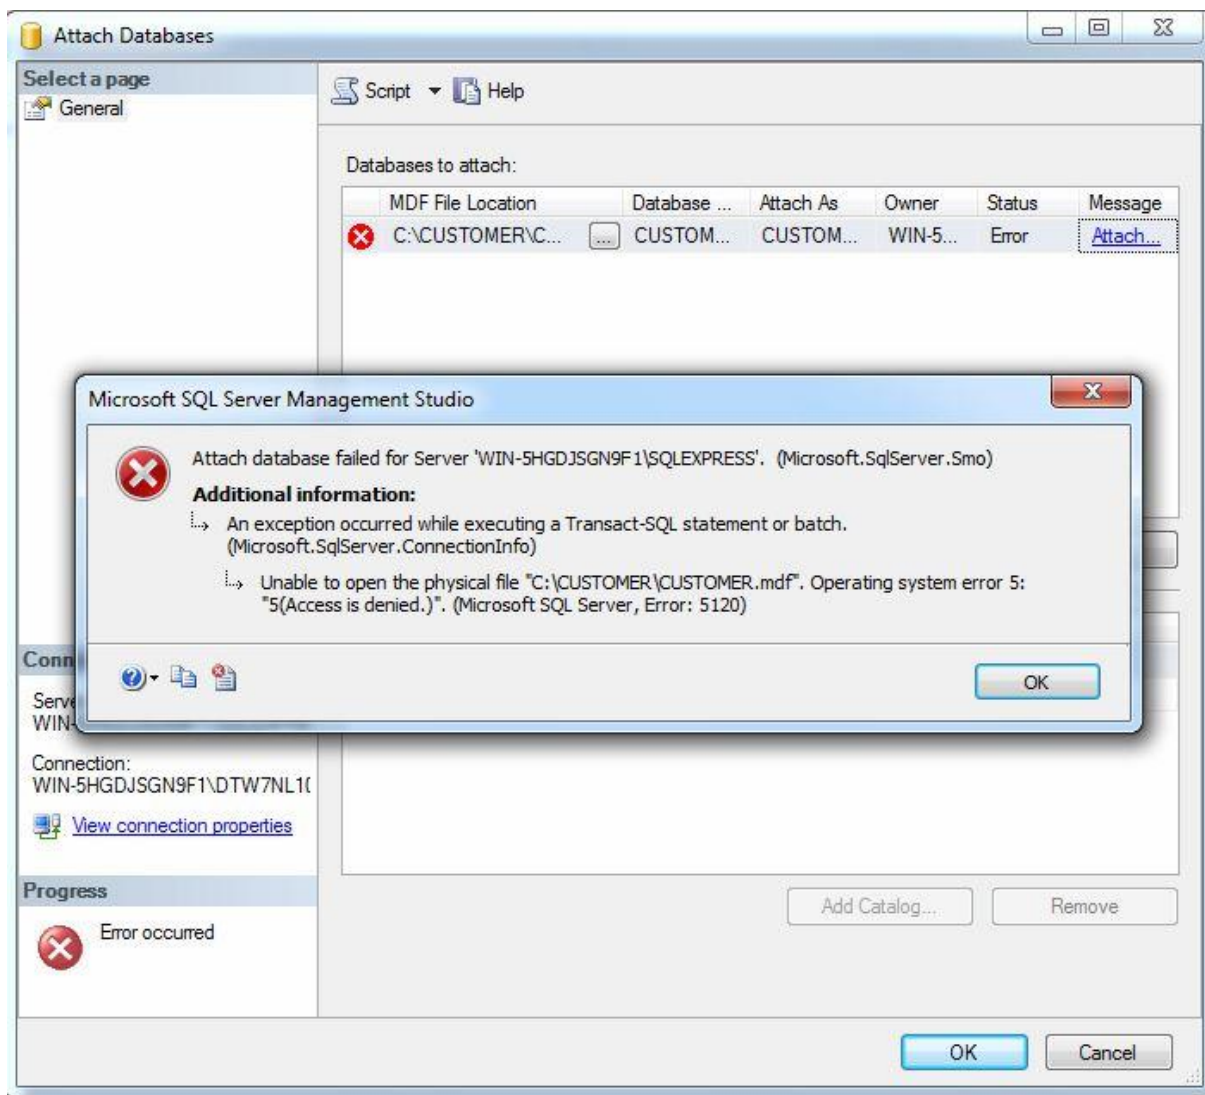 Attach Databases
Select a page
General
Script
Help
Databases to attach:
MDF File Location
Database ...
Attach As
Owner
Status
Message
C:\CUSTOMER\C...
...
CUSTOM...
CUSTOM...
WIN-5...
Error
Attach...
Microsoft SQL Server Management Studio
Attach database failed for Server 'WIN-5HGDJSGN9F1\SQLEXPRESS'. (Microsoft.SqlServer.Smo)
Additional information:
An exception occurred while executing a Transact-SQL statement or batch.
(Microsoft.SqlServer.ConnectionInfo)
Unable to open the physical file "C:\CUSTOMER\CUSTOMER.mdf". Operating system error 5:
"5(Access is denied.)". (Microsoft SQL Server, Error: 5120)
OK
Conn
Serve
WIN-
Connection:
WIN-5HGDJSGN9F1\DTW7NL1(
View connection properties
Progress
Error occurred
Add Catalog...
Remove
OK
Cancel